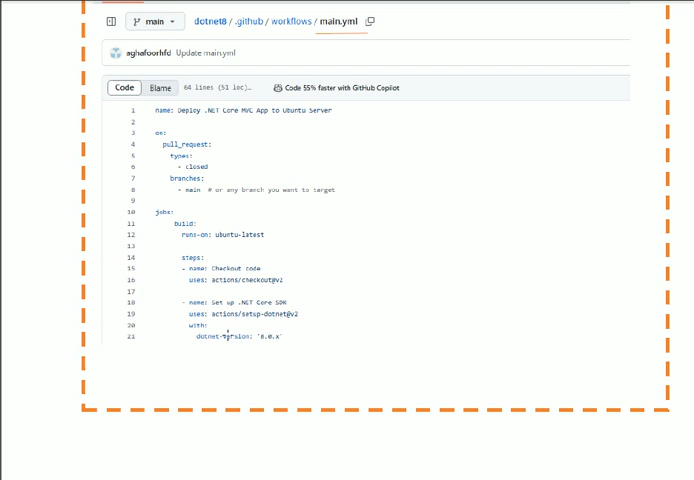 main
dotnet8 / .github / workflows / main.yml
aghafoorhfd Update main.yml
Code Blame 64 lines (51 loc)... Code 55% faster with GitHub Copilot
1 name: Deploy .NET Core MVC App to Ubuntu Server
2
3 on:
4 pull_request:
5 types:
6 - closed
7 branches:
8 - main # or any branch you want to target
9
10 jobs:
11 build:
12 runs-on: ubuntu-latest
13
14 steps:
15 - name: Checkout code
16 uses: actions/checkout@v2
17
18 - name: Set up .NET Core SDK
19 uses: actions/setup-dotnet@v2
20 with:
21 dotnet-version: '8.0.x'